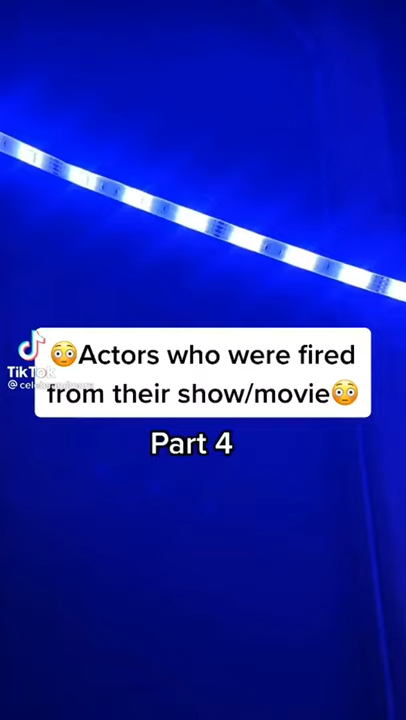 😳Actors who were fired
from their show/movie😳
Part 4
TikTok